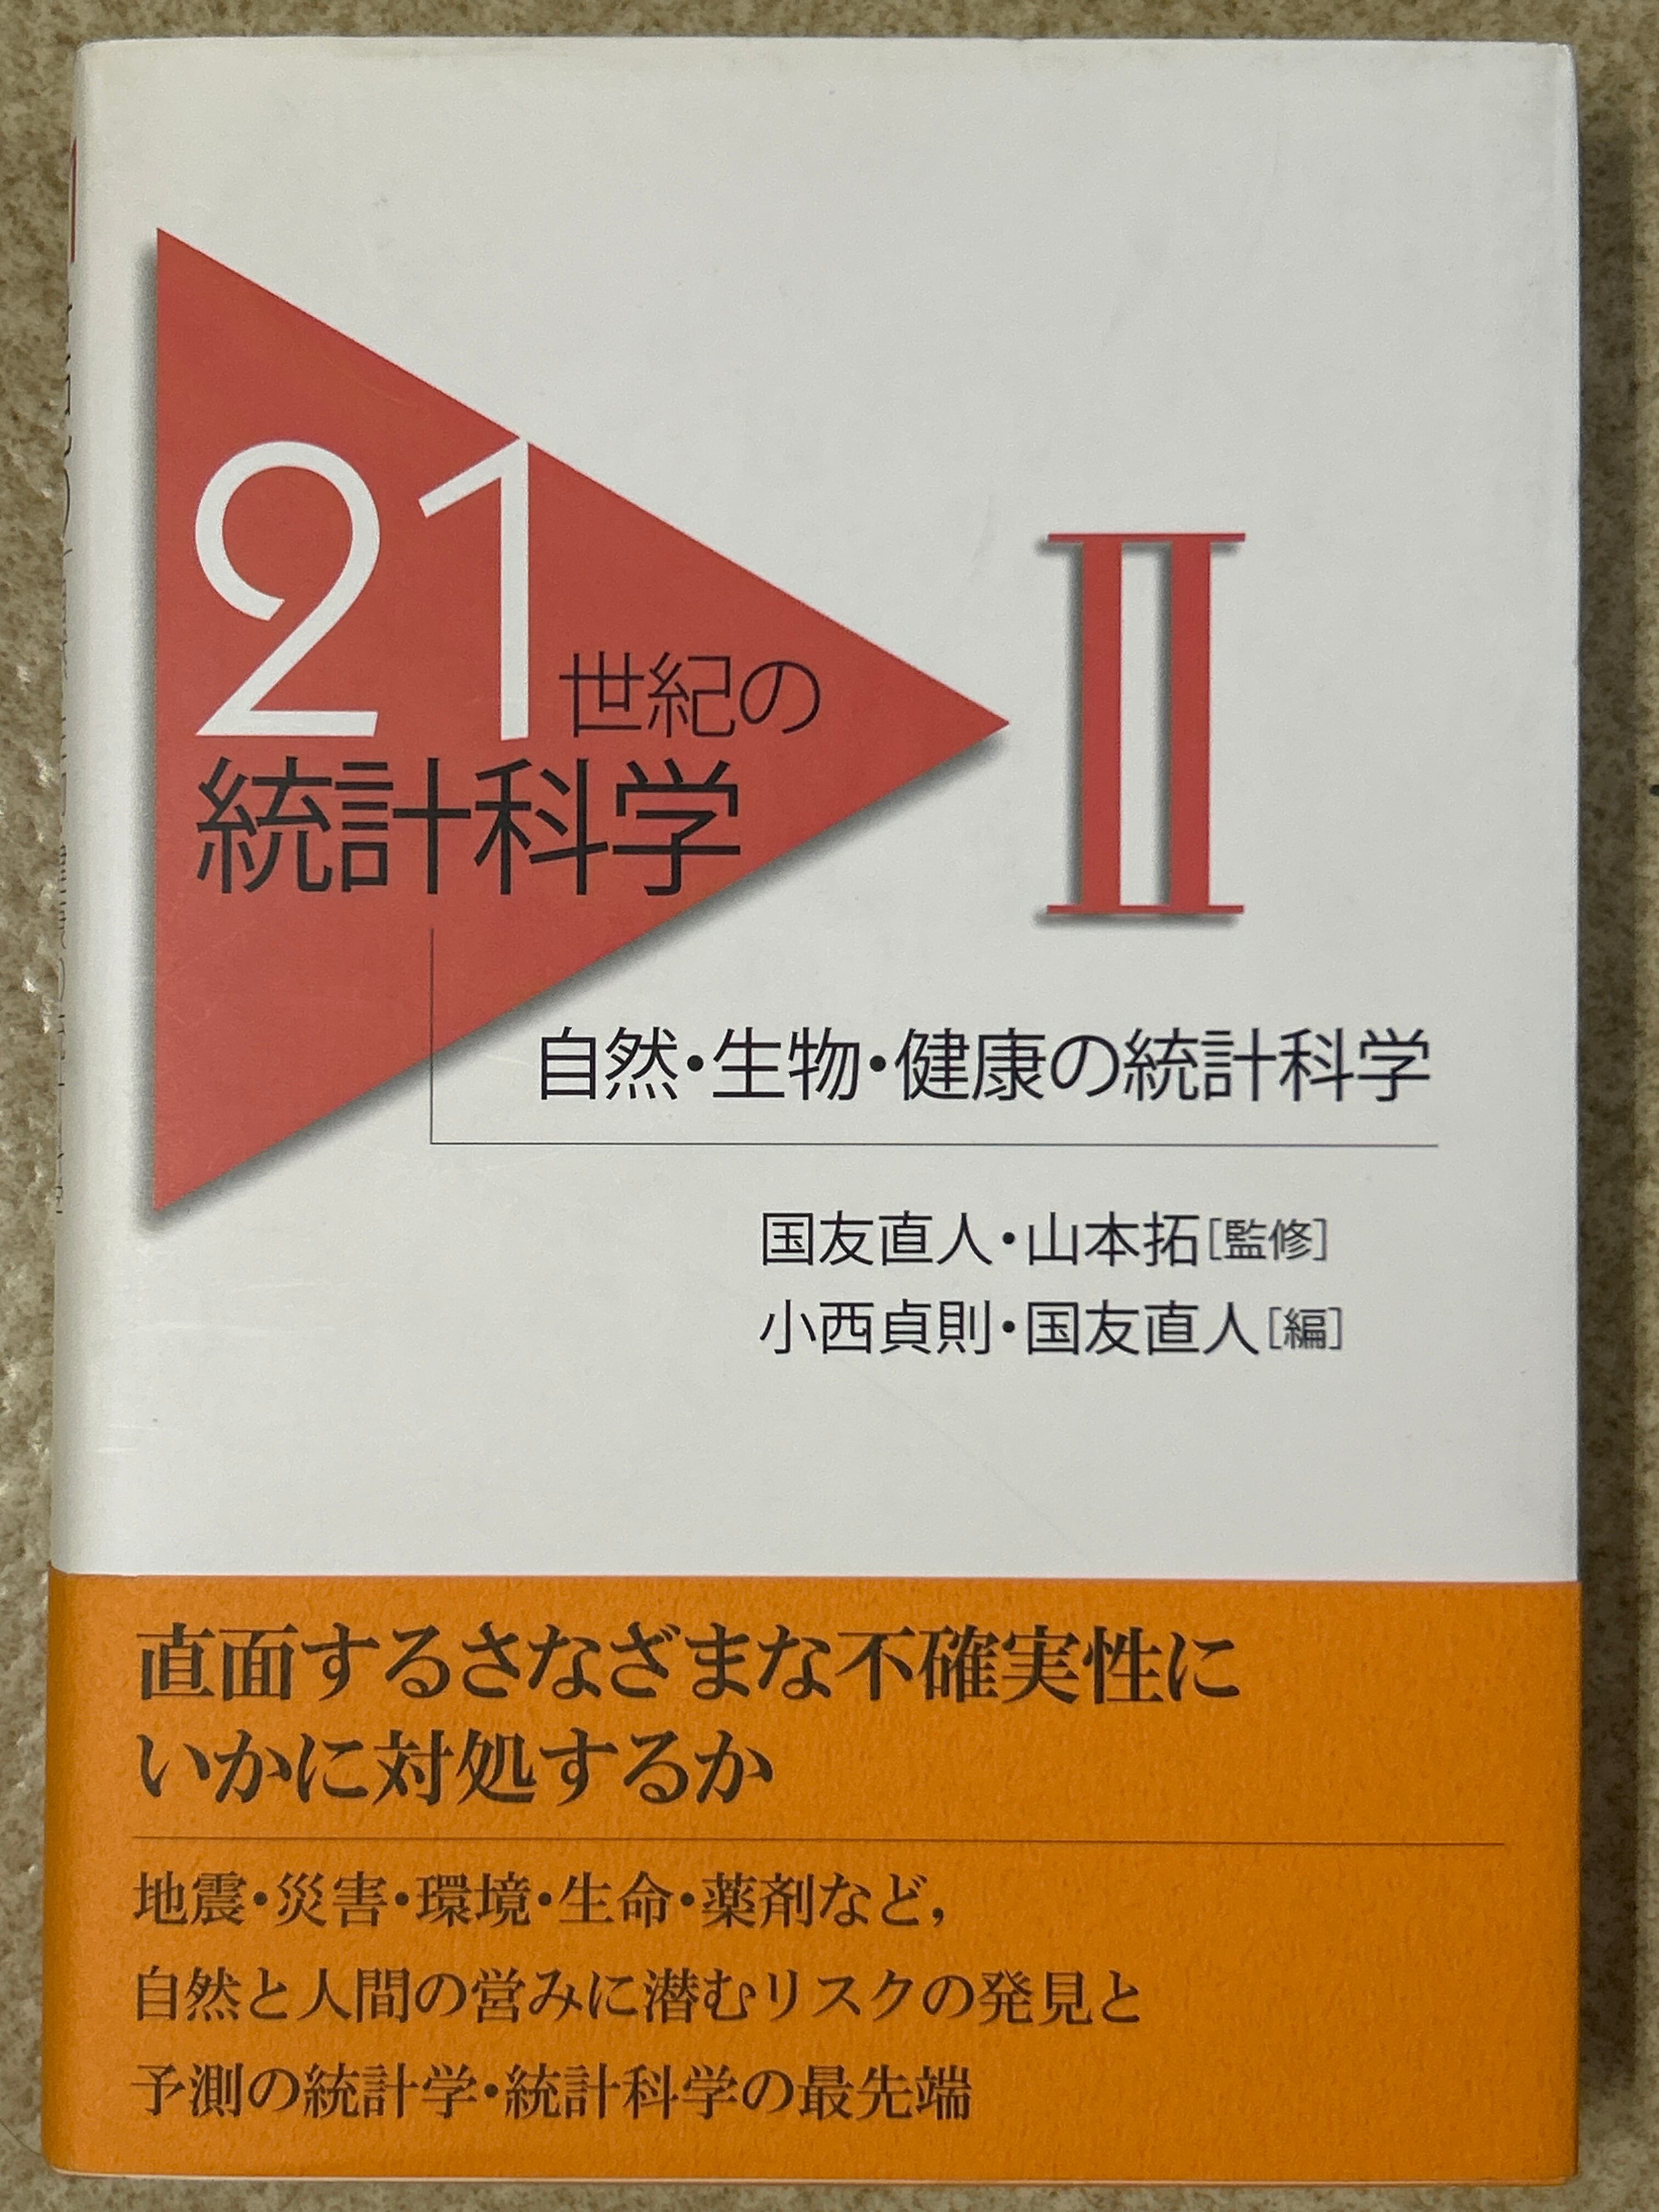 21世紀の
統計科学
II
自然・生物・健康の統計科学
国友直人・山本拓[監修]
小西貞則・国友直人[編]
直面するさなざまな不確実性に
いかに対処するか
地震・災害・環境・生命・薬剤など,
自然と人間の営みに潜むリスクの発見と
予測の統計学・統計科学の最先端